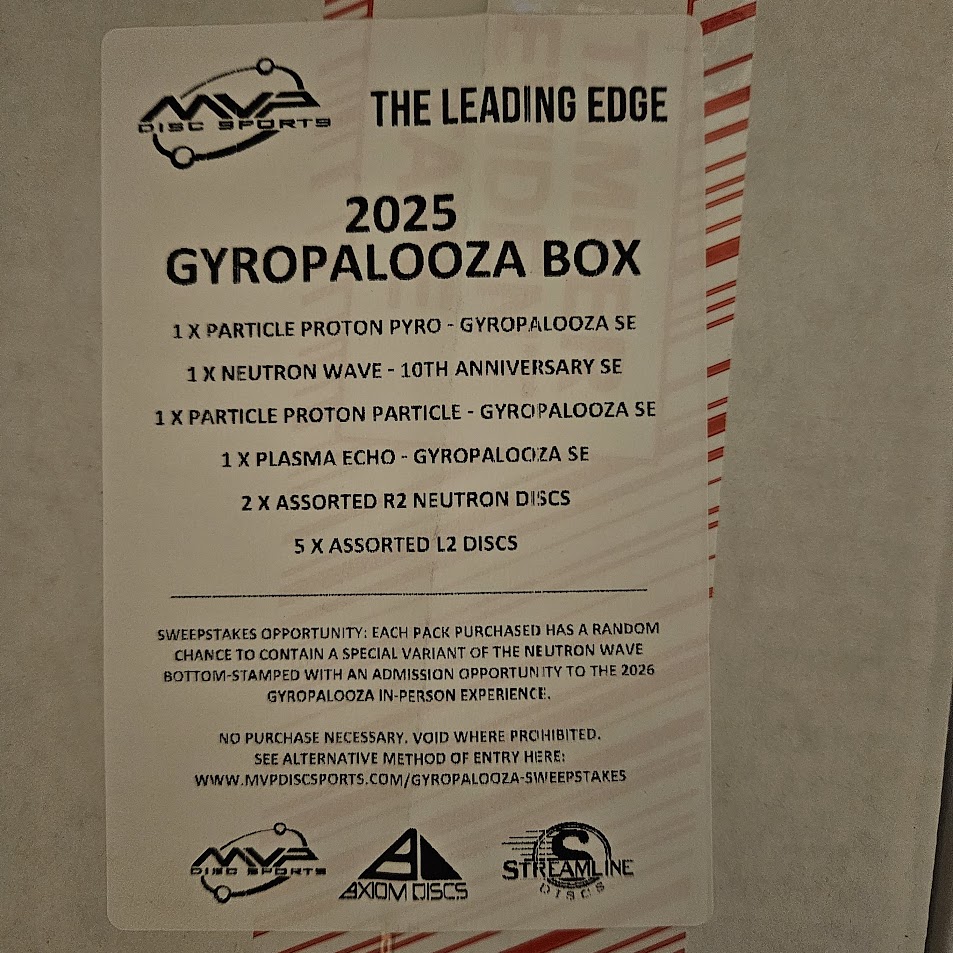 MVP
DISC SPORTS
THE LEADING EDGE
2025
GYROPALOOZA BOX
1 X PARTICLE PROTON PYRO - GYROPALOOZA SE
1 X NEUTRON WAVE - 10TH ANNIVERSARY SE
1 X PARTICLE PROTON PARTICLE - GYROPALOOZA SE
1 X PLASMA ECHO - GYROPALOOZA SE
2 X ASSORTED R2 NEUTRON DISCS
5 X ASSORTED L2 DISCS
SWEEPSTAKES OPPORTUNITY: EACH PACK PURCHASED HAS A RANDOM
CHANCE TO CONTAIN A SPECIAL VARIANT OF THE NEUTRON WAVE
BOTTOM-STAMPED WITH AN ADMISSION OPPORTUNITY TO THE 2026
GYROPALOOZA IN-PERSON EXPERIENCE.
NO PURCHASE NECESSARY. VOID WHERE PROHIBITED.
SEE ALTERNATIVE METHOD OF ENTRY HERE:
WWW.MVPDISCSPORTS.COM/GYROPALOOZA-SWEEPSTAKES
MVP
DISC SPORTS
AXIOM DISCS
S
STREAMLINE
DISCS